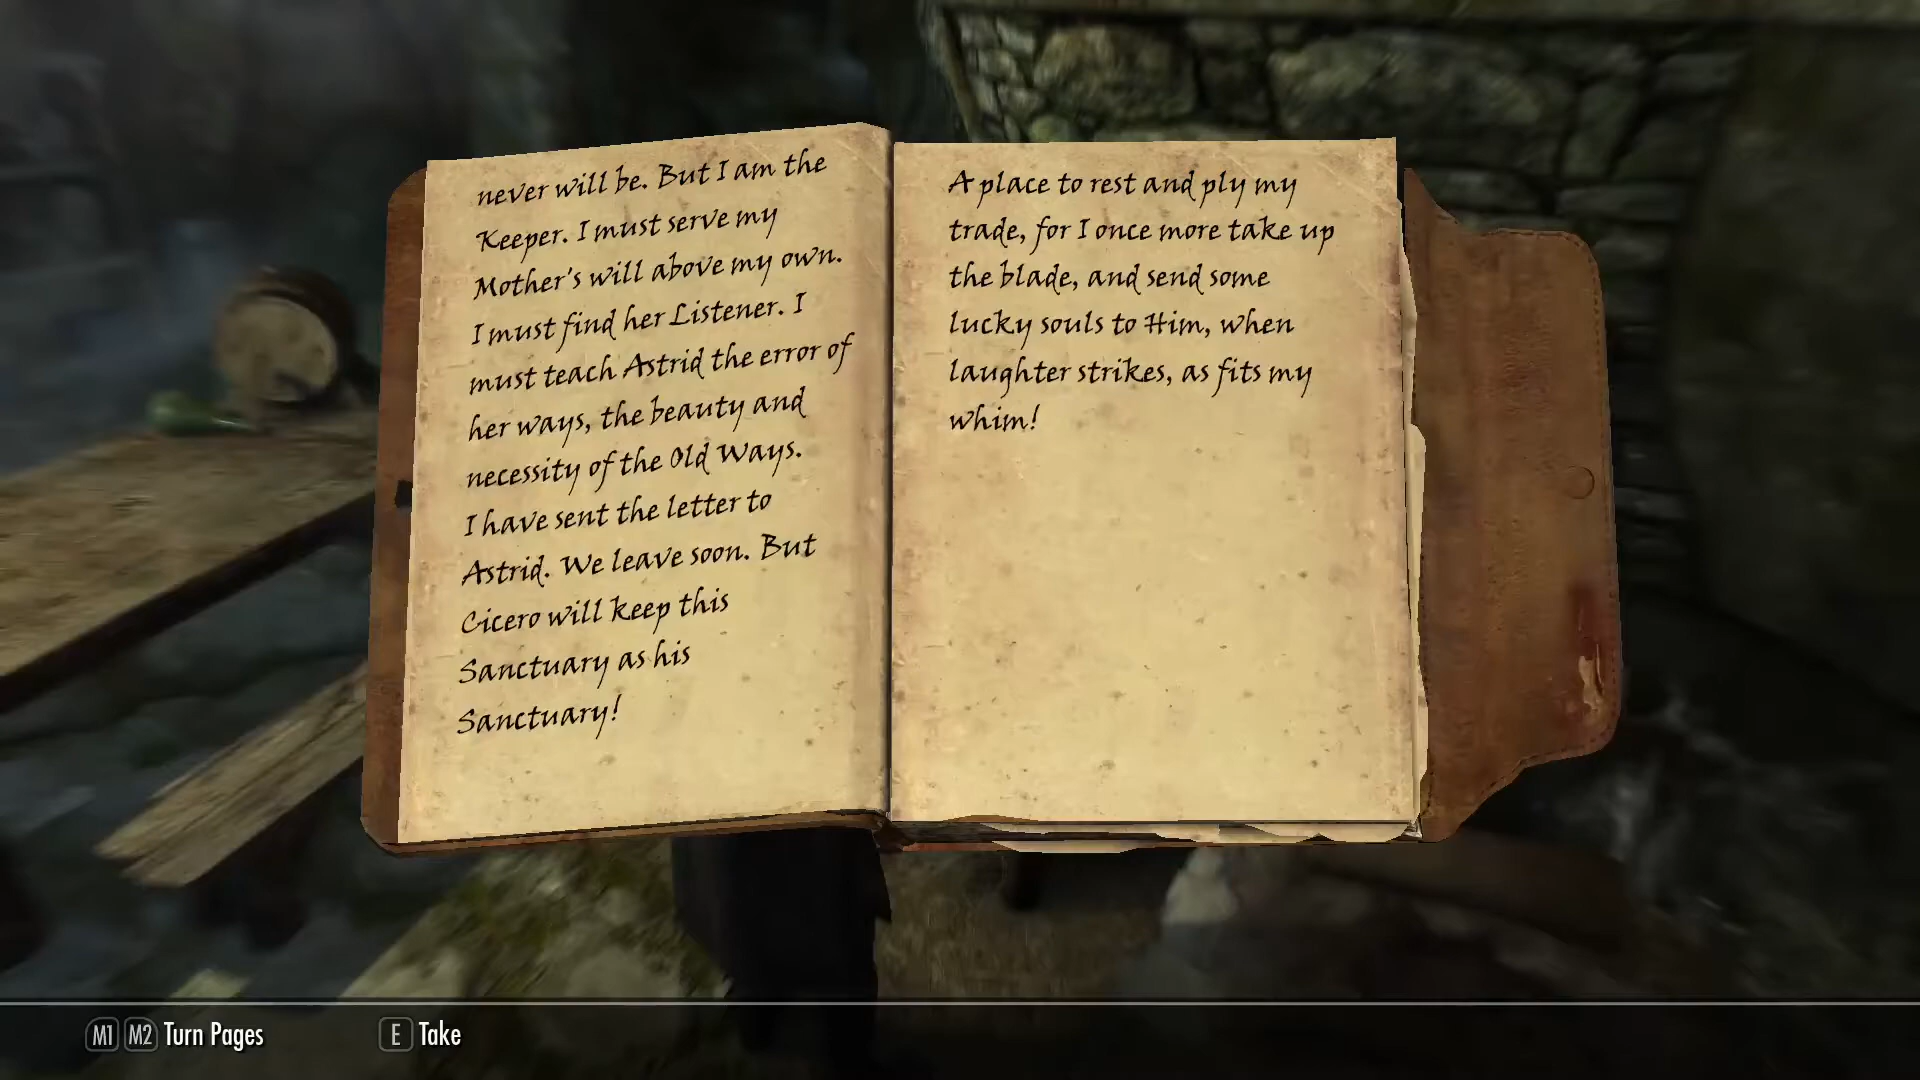 never will be. But I am the
Keeper. I must serve my
Mother's will above my own.
I must find her Listener. I
must teach Astrid the error of
her ways, the beauty and
necessity of the Old Ways.
I have sent the letter to
Astrid. We leave soon. But
Cicero will keep this
Sanctuary as his
Sanctuary!
A place to rest and ply my
trade, for I once more take up
the blade, and send some
lucky souls to Him, when
laughter strikes, as fits my
whim!
M1 M2 Turn Pages E Take